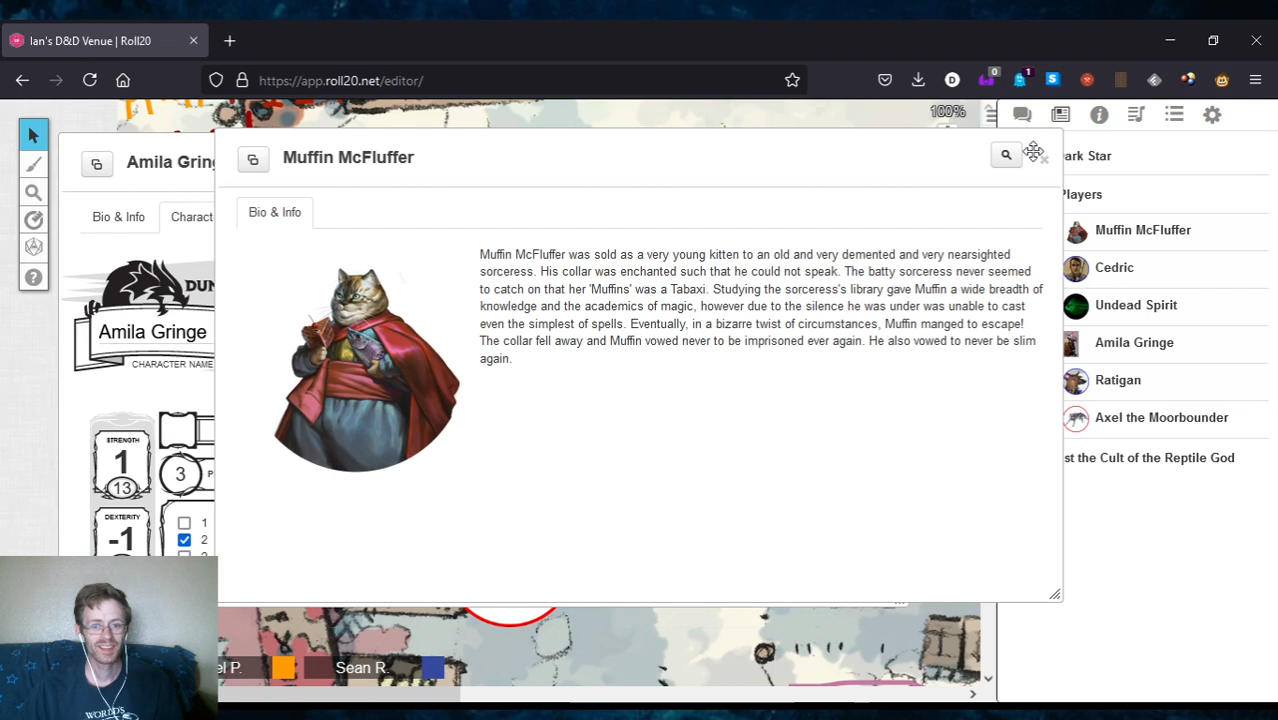 Ian's D&D Venue | Roll20
https://app.roll20.net/editor/
0
1
100%
Amila Gring
Muffin McFluffer
Dark Star
Players
Bio & Info
Charact
Bio & Info
Muffin McFluffer
Cedric
Undead Spirit
Amila Gringe
Ratigan
Axel the Moorbounder
st the Cult of the Reptile God
Muffin McFluffer was sold as a very young kitten to an old and very demented and very nearsighted
sorceress. His collar was enchanted such that he could not speak. The batty sorceress never seemed
to catch on that her 'Muffins' was a Tabaxi. Studying the sorceress's library gave Muffin a wide breadth of
knowledge and the academics of magic, however due to the silence he was under was unable to cast
even the simplest of spells. Eventually, in a bizarre twist of circumstances, Muffin manged to escape!
The collar fell away and Muffin vowed never to be imprisoned ever again. He also vowed to never be slim
again.
DUN
Amila Gringe
CHARACTER NAME
STRENGTH
1
13
3
P
DEXTERITY
-1
1
2
el P.
Sean R.
WORLD'S